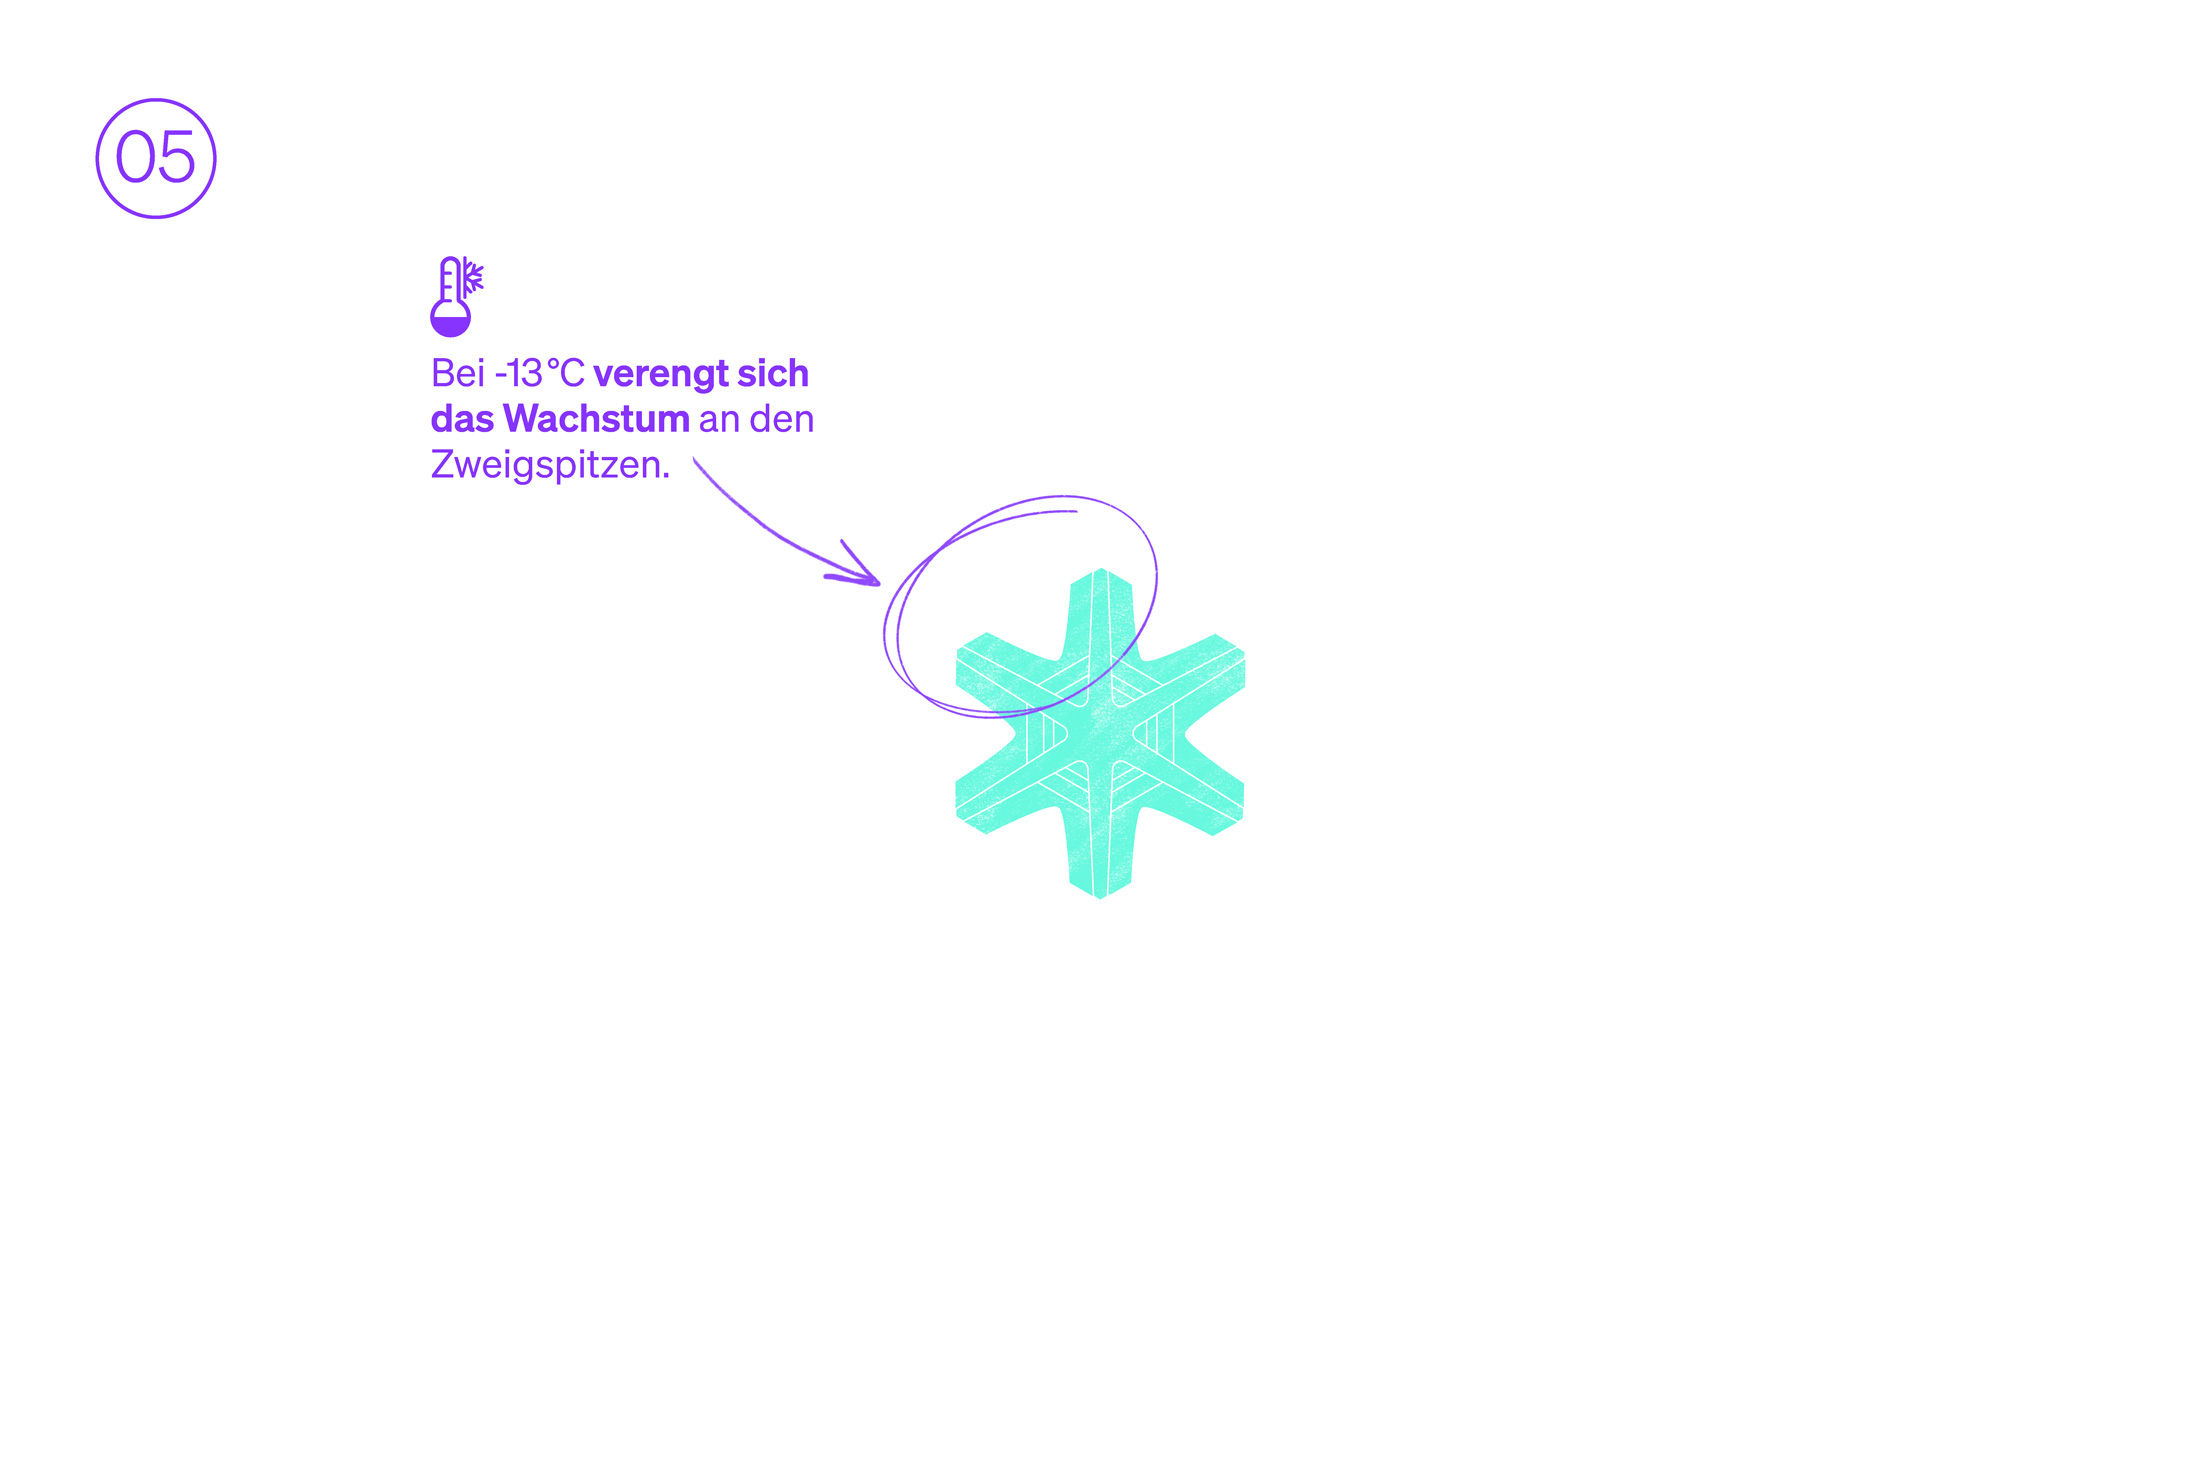 05
Bei -13°C verengt sich
das Wachstum an den
Zweigspitzen.